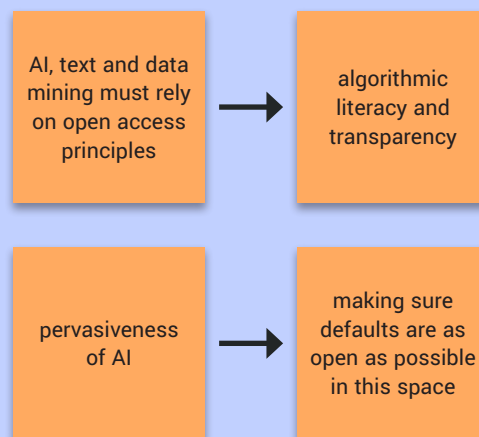 AI, text and data
mining must rely
on open access
principles
algorithmic
literacy and
transparency
pervasiveness
of AI
making sure
defaults are as
open as possible
in this space